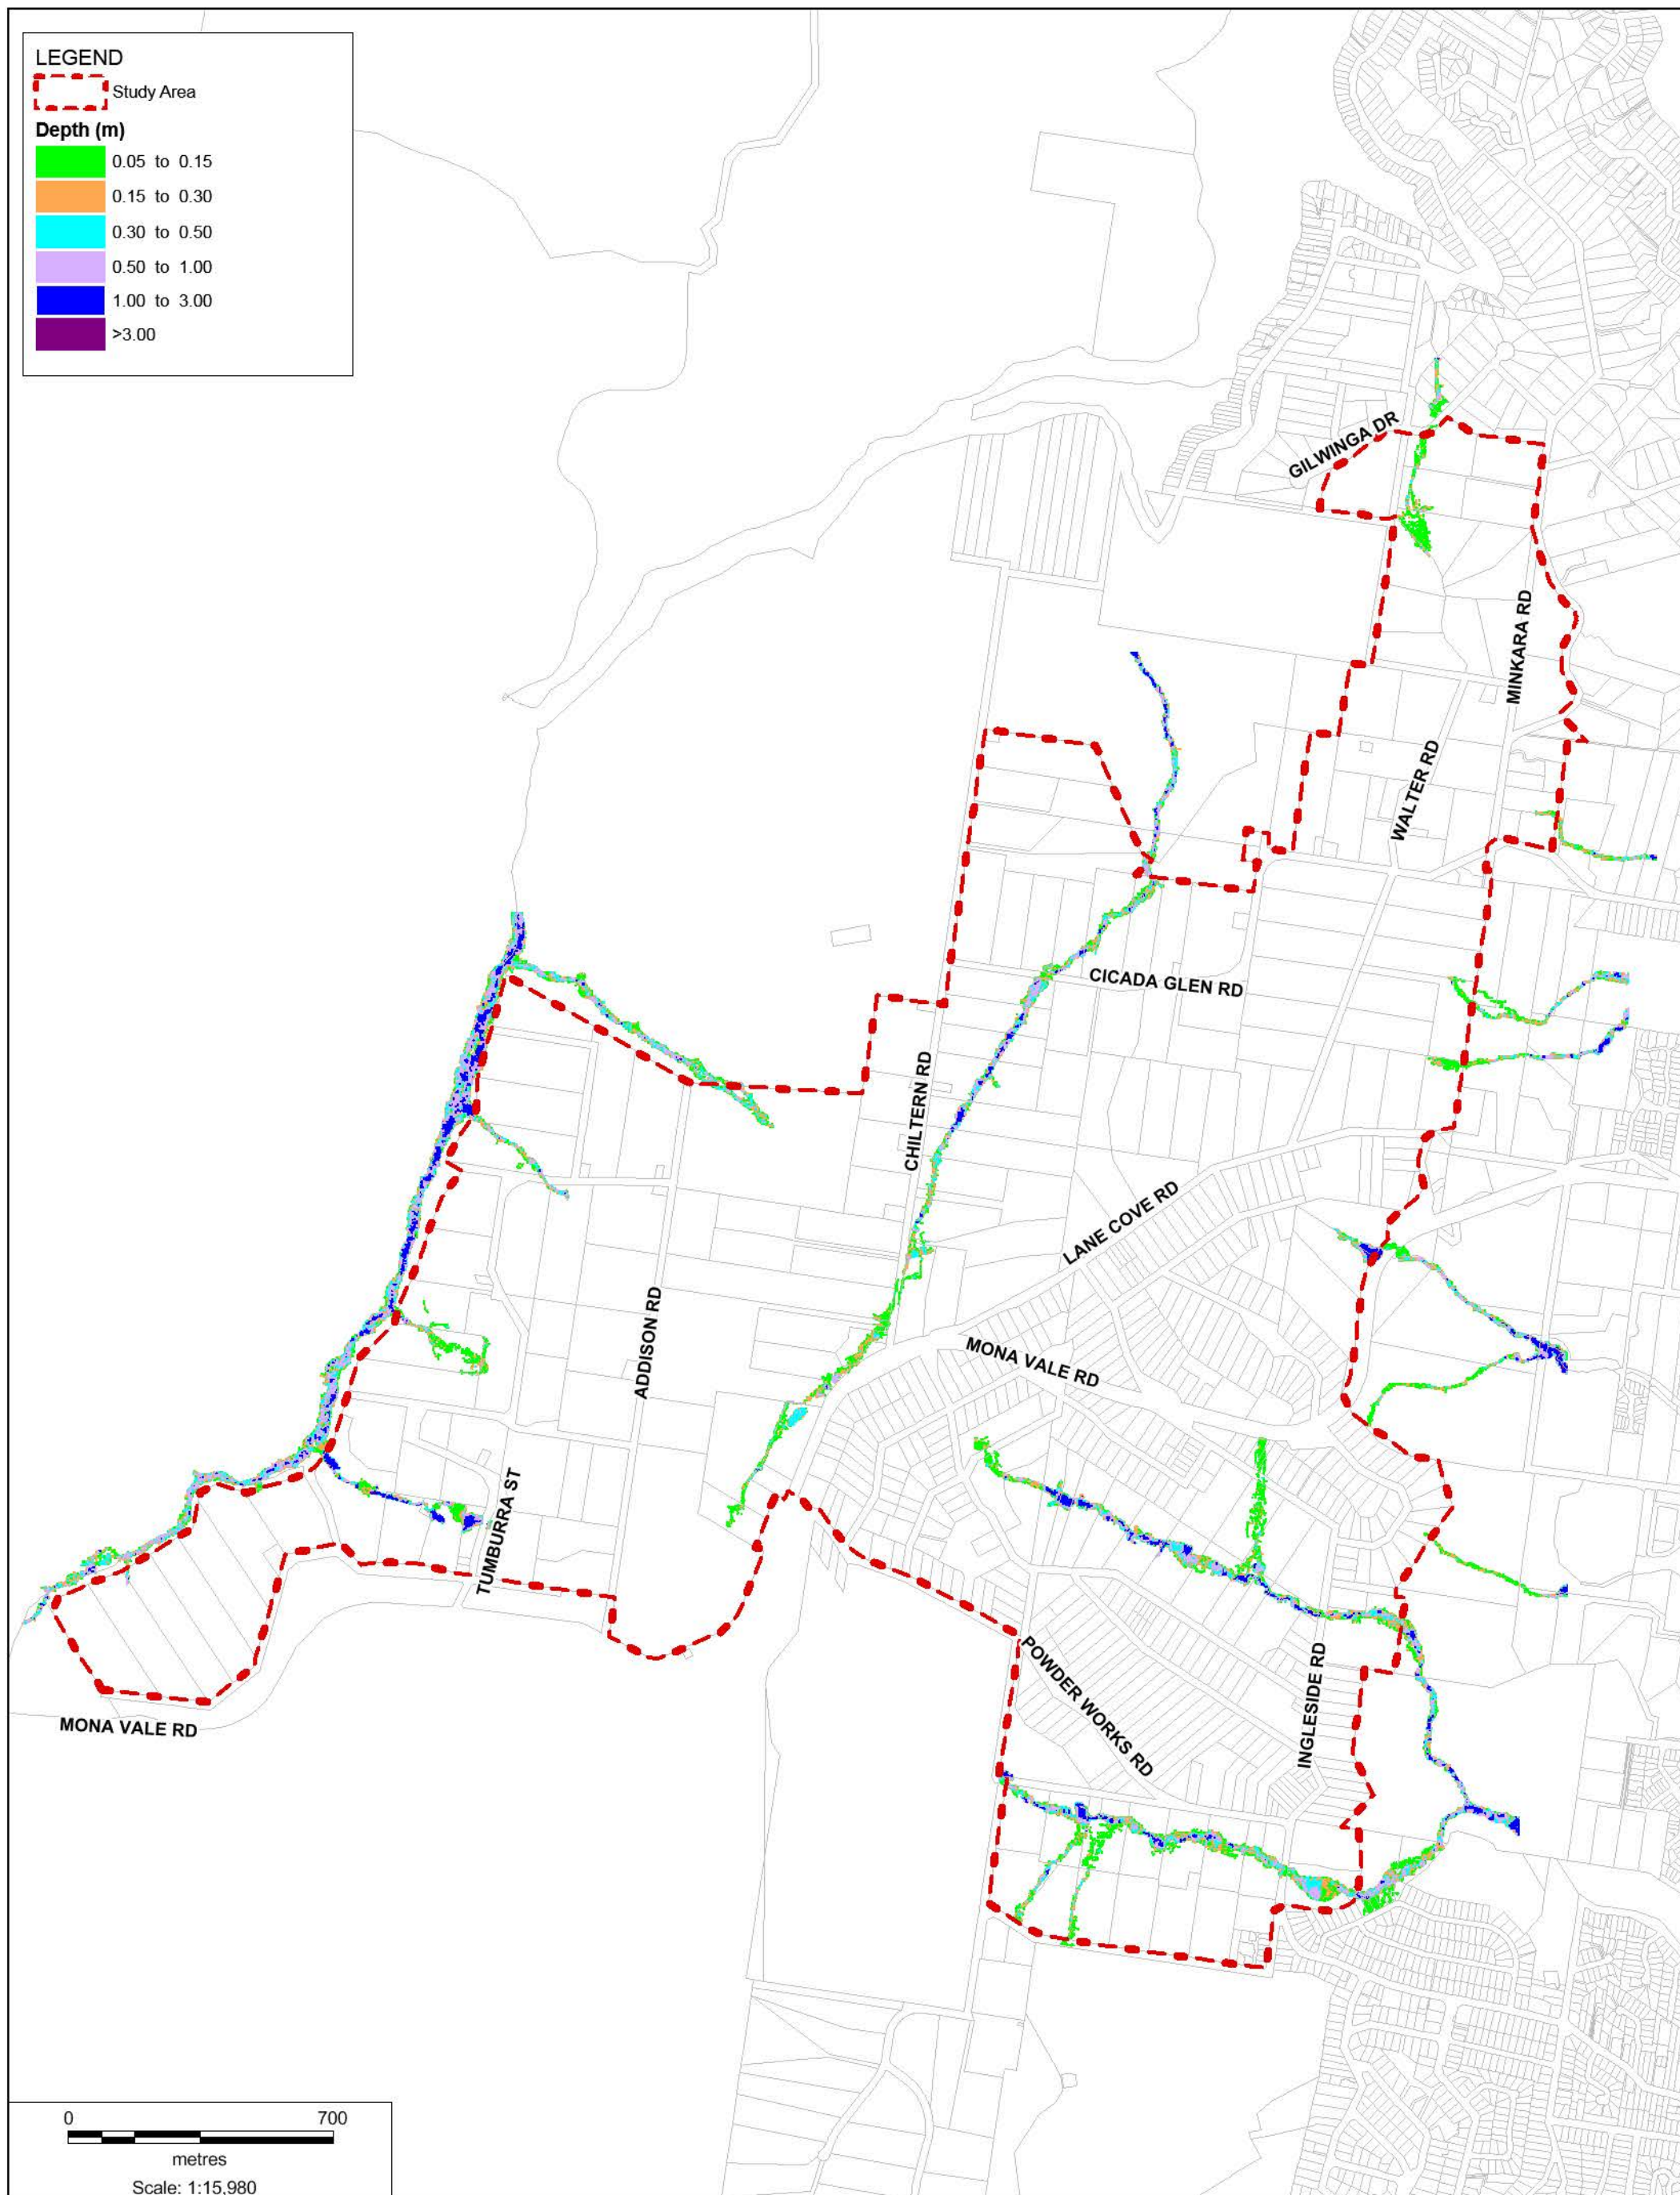 LEGEND
Study Area
Depth (m)
0.05 to 0.15
0.15 to 0.30
0.30 to 0.50
0.50 to 1.00
1.00 to 3.00
>3.00
GILWINGA DR
MINKARA RD
WALTER RD
CICADA GLEN RD
CHILTERN RD
LANE COVE RD
ADDISON RD
MONA VALE RD
TUMBURRA ST
POWDER WORKS RD
INGLESIDE RD
MONA VALE RD
0 700
metres
Scale: 1:15,980